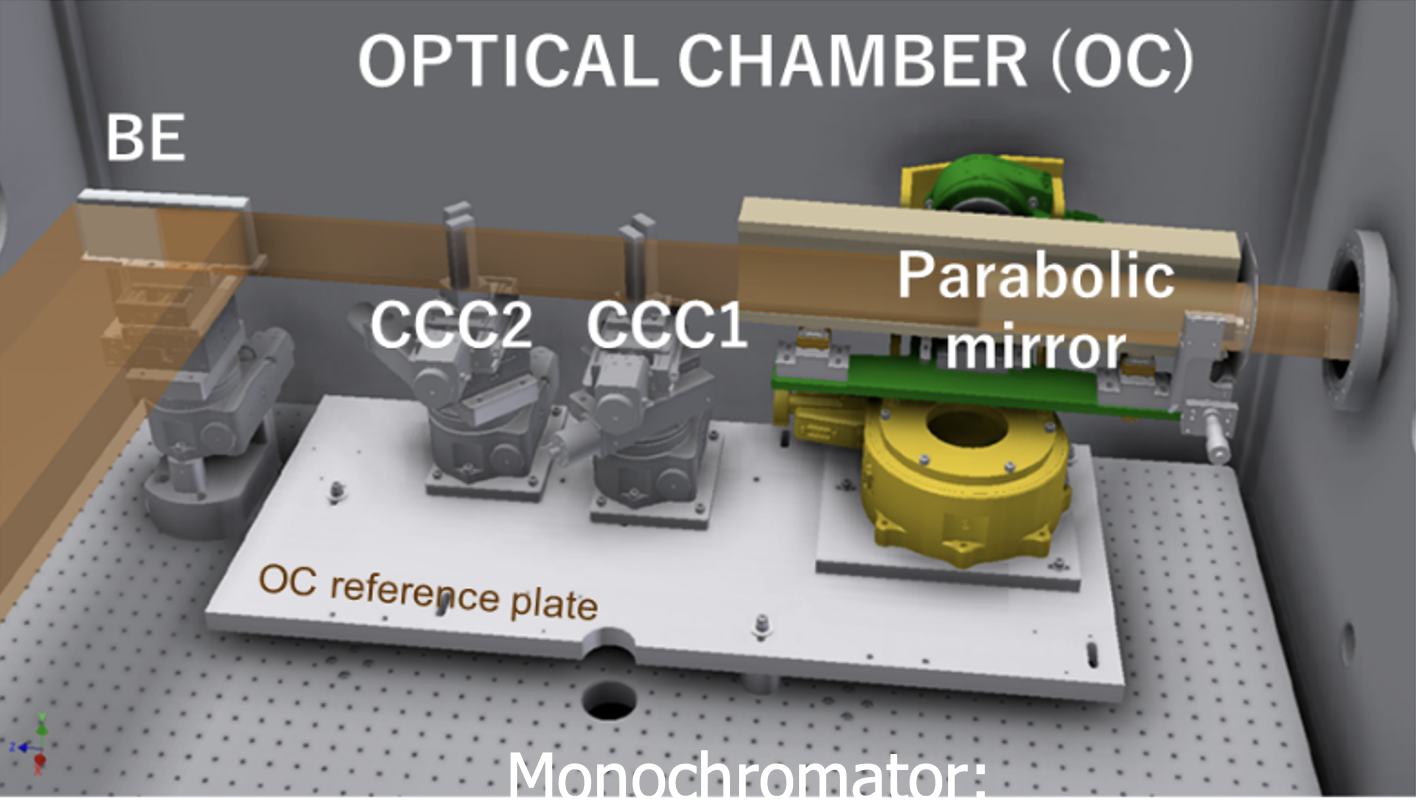 OPTICAL CHAMBER (OC)
BE
Parabolic
mirror
CCC2
CCC1
OC reference plate
Monochromator: